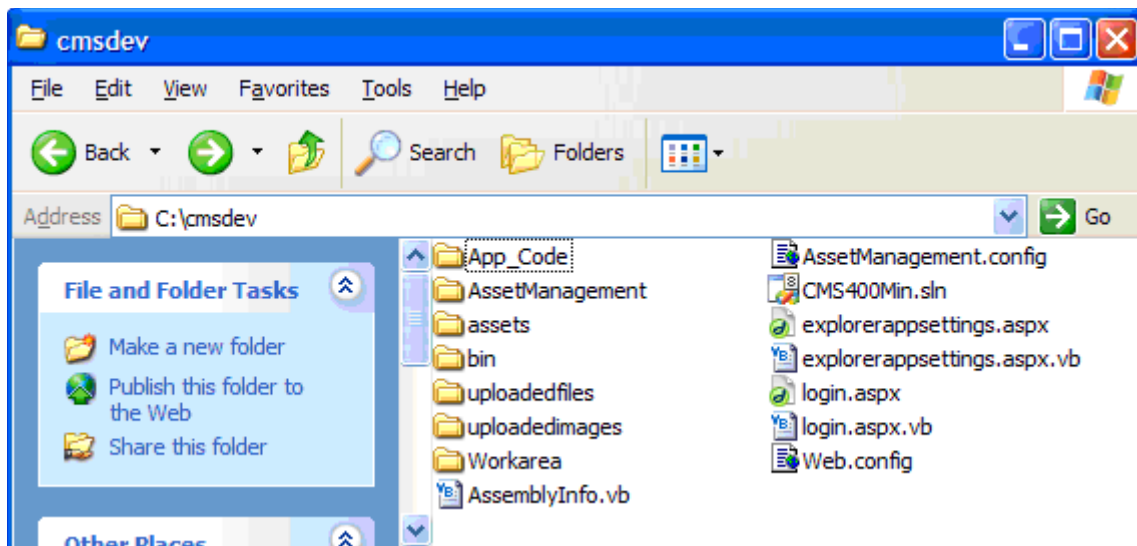 cmsdev
File Edit View Favorites Tools Help
Back Search Folders
Address C:\cmsdev Go
File and Folder Tasks
Make a new folder
Publish this folder to
the Web
Share this folder
Other Places
App_Code
AssetManagement
assets
bin
uploadedfiles
uploadedimages
Workarea
AssemblyInfo.vb
AssetManagement.config
CMS400Min.sln
explorerappsettings.aspx
explorerappsettings.aspx.vb
login.aspx
login.aspx.vb
Web.config